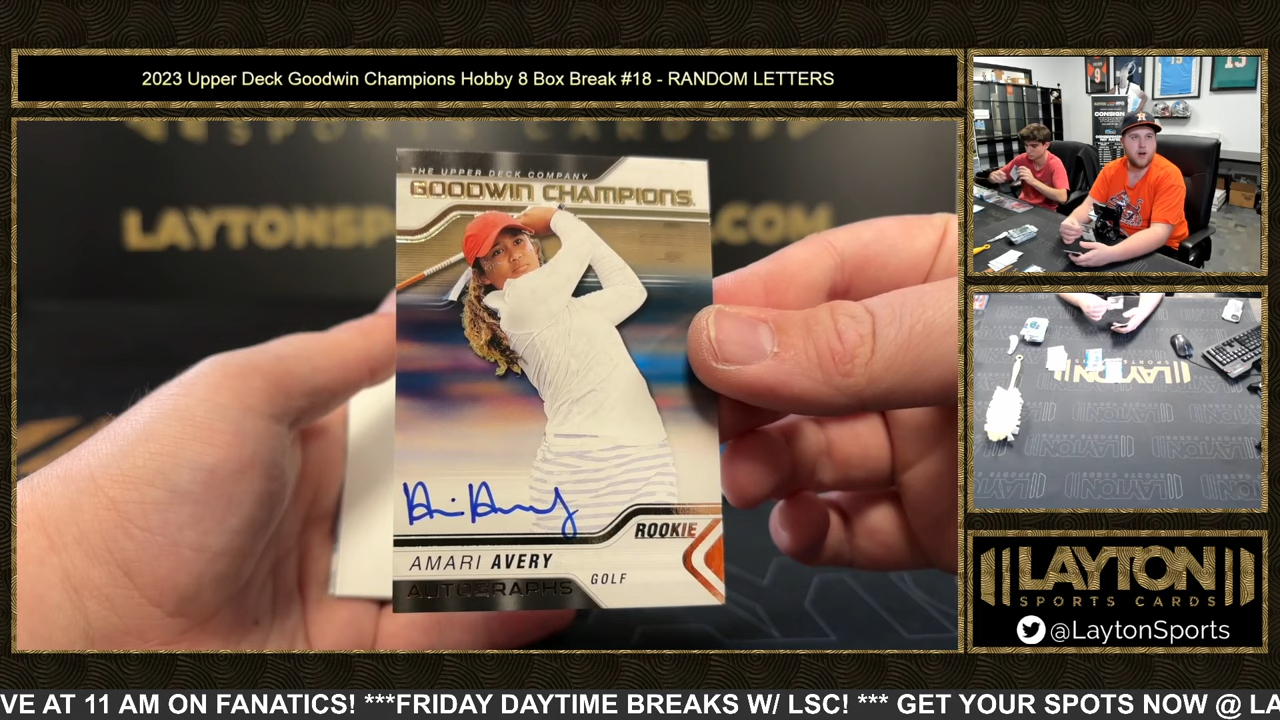 2023 Upper Deck Goodwin Champions Hobby 8 Box Break #18 - RANDOM LETTERS
THE UPPER DECK COMPANY
GOODWIN CHAMPIONS.
ROOKIE
AMARI AVERY
GOLF
AUTOGRAPHS
CONSIGN
LAYTON
LAYTON
SPORTS CARDS
@LaytonSports
VE AT 11 AM ON FANATICS! ***FRIDAY DAYTIME BREAKS W/ LSC! *** GET YOUR SPOTS NOW @ LA